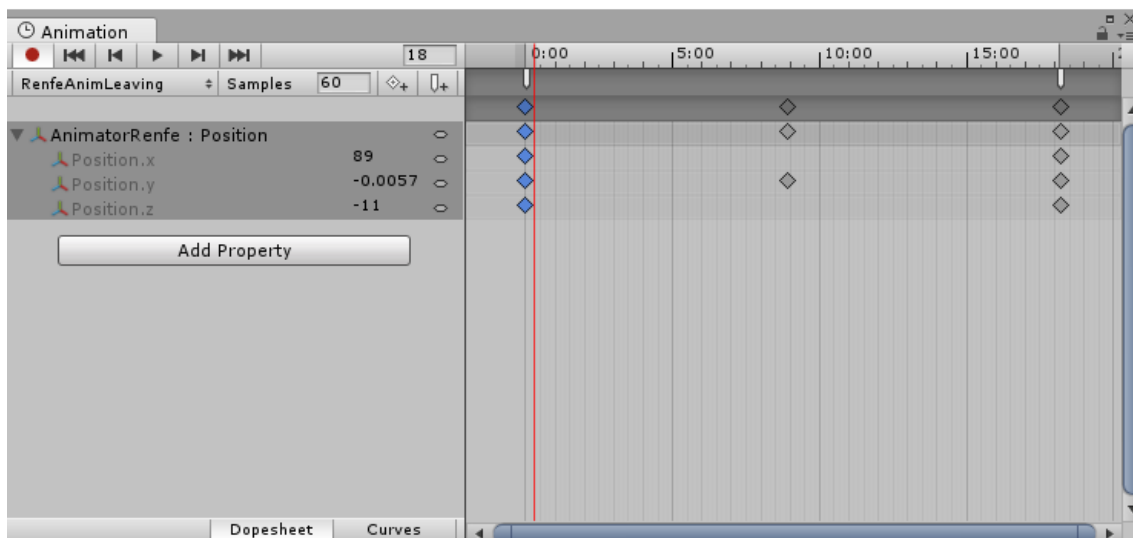 Animation
18 0:00 5:00 10:00 15:00
RenfeAnimLeaving Samples 60
AnimatorRenfe : Position
Position.x 89
Position.y -0.0057
Position.z -11
Add Property
Dopesheet Curves